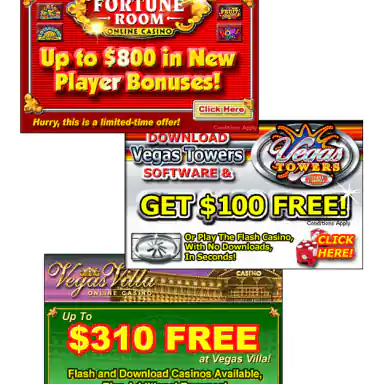 FORTUNE
ROOM
ONLINE CASINO
Up to $800 in New
Player Bonuses!
Click Here
Hurry, this is a limited-time offer!
Conditions Apply
DOWNLOAD
Vegas Towers
SOFTWARE &
Vegas
TOWERS
GET $100 FREE!
Conditions Apply
Or Play The Flash Casino,
With No Downloads,
In Seconds!
CLICK
HERE!
Vegas Villa
ONLINE CASINO
CASINO
Up To
$310 FREE
at Vegas Villa!
Flash and Download Casinos Available,